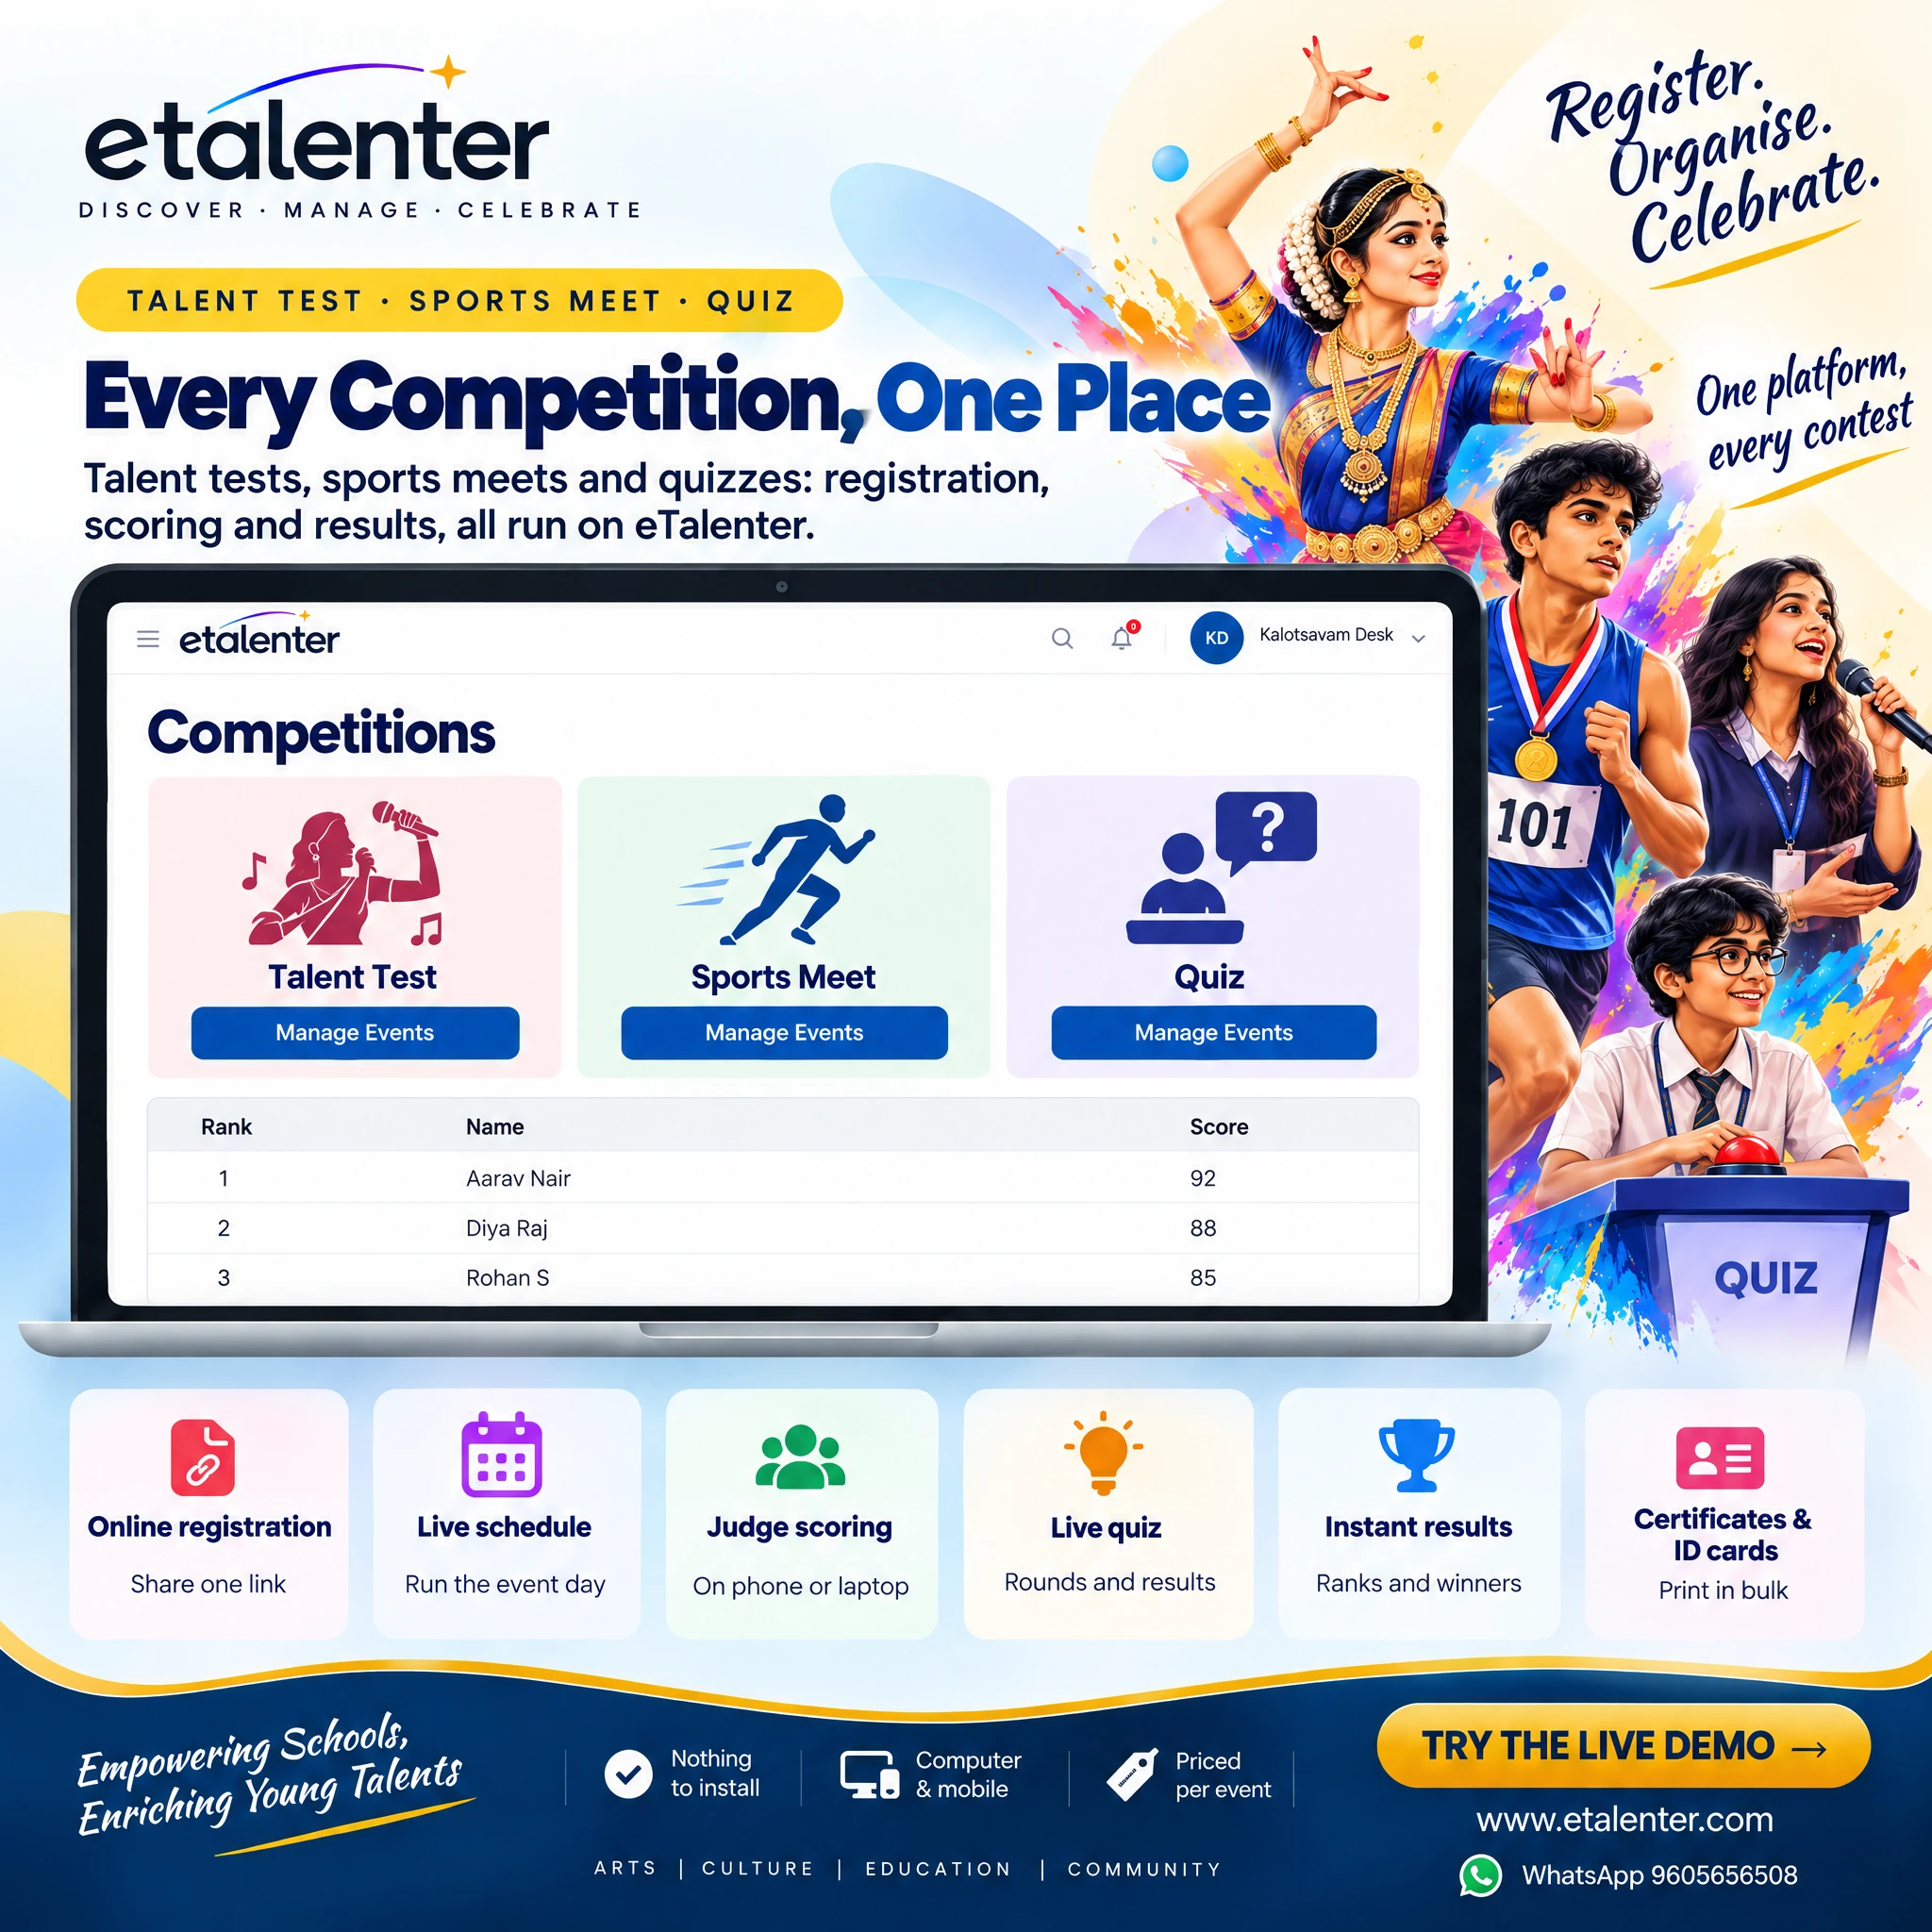 etalenter
DISCOVER · MANAGE · CELEBRATE
Register.
Organise.
Celebrate.
TALENT TEST · SPORTS MEET · QUIZ
Every Competition, One Place
One platform,
every contest
Talent tests, sports meets and quizzes: registration,
scoring and results, all run on eTalenter.
etalenter
0
KD
Kalotsavam Desk
Competitions
?
Talent Test
Sports Meet
Quiz
Manage Events
Manage Events
Manage Events
Rank Name Score
1 Aarav Nair 92
2 Diya Raj 88
3 Rohan S 85
101
QUIZ
Online registration
Share one link
Live schedule
Run the event day
Judge scoring
On phone or laptop
Live quiz
Rounds and results
Instant results
Ranks and winners
Certificates &
ID cards
Print in bulk
Empowering Schools,
Enriching Young Talents
Nothing
to install
Computer
& mobile
Priced
per event
ARTS | CULTURE | EDUCATION | COMMUNITY
TRY THE LIVE DEMO →
www.etalenter.com
WhatsApp 9605656508